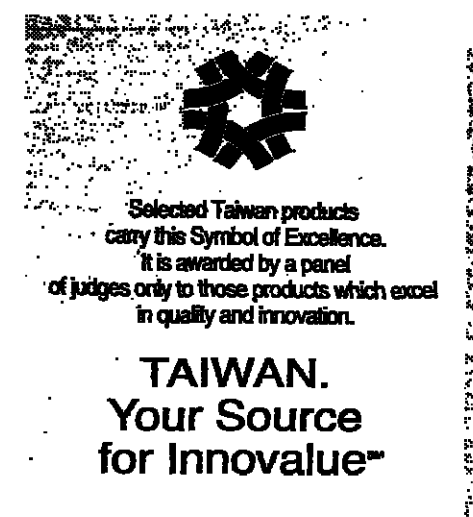 Selected Taiwan products
carry this Symbol of Excellence.
It is awarded by a panel
of judges only to those products which excel
in quality and innovation.
TAIWAN.
Your Source
for Innovalue℠